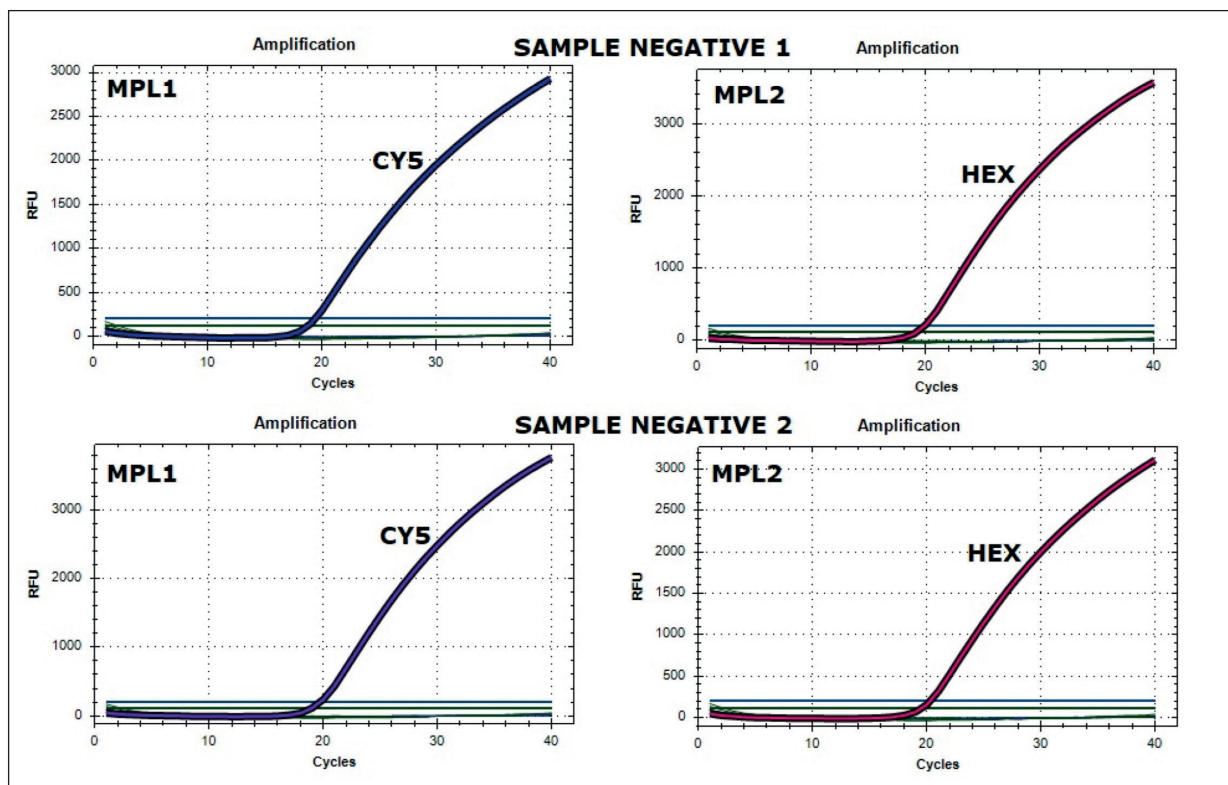 SAMPLE NEGATIVE 1
Amplification
MPL1
CY5
RFU
3000
2500
2000
1500
1000
500
0
0 10 20 30 40
Cycles
Amplification
MPL2
HEX
RFU
3000
2000
1000
0
0 10 20 30 40
Cycles
SAMPLE NEGATIVE 2
Amplification
MPL1
CY5
RFU
3000
2000
1000
0
0 10 20 30 40
Cycles
Amplification
MPL2
HEX
RFU
3000
2500
2000
1500
1000
500
0
0 10 20 30 40
Cycles